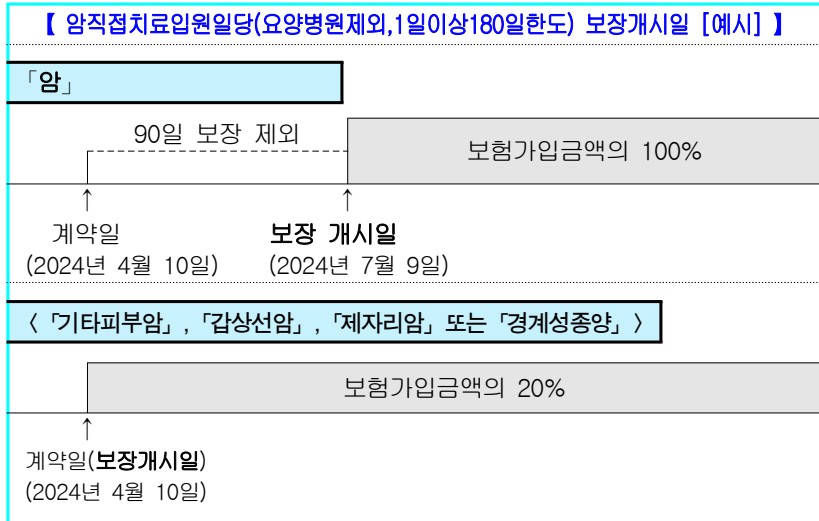 【 암직접치료입원일당(요양병원제외,1일이상180일한도) 보장개시일 [예시] 】
「암」
90일 보장 제외
보험가입금액의 100%
계약일 보장 개시일
(2024년 4월 10일) (2024년 7월 9일)
〈 「기타피부암」, 「갑상선암」, 「제자리암」 또는 「경계성종양」 〉
보험가입금액의 20%
계약일(보장개시일)
(2024년 4월 10일)